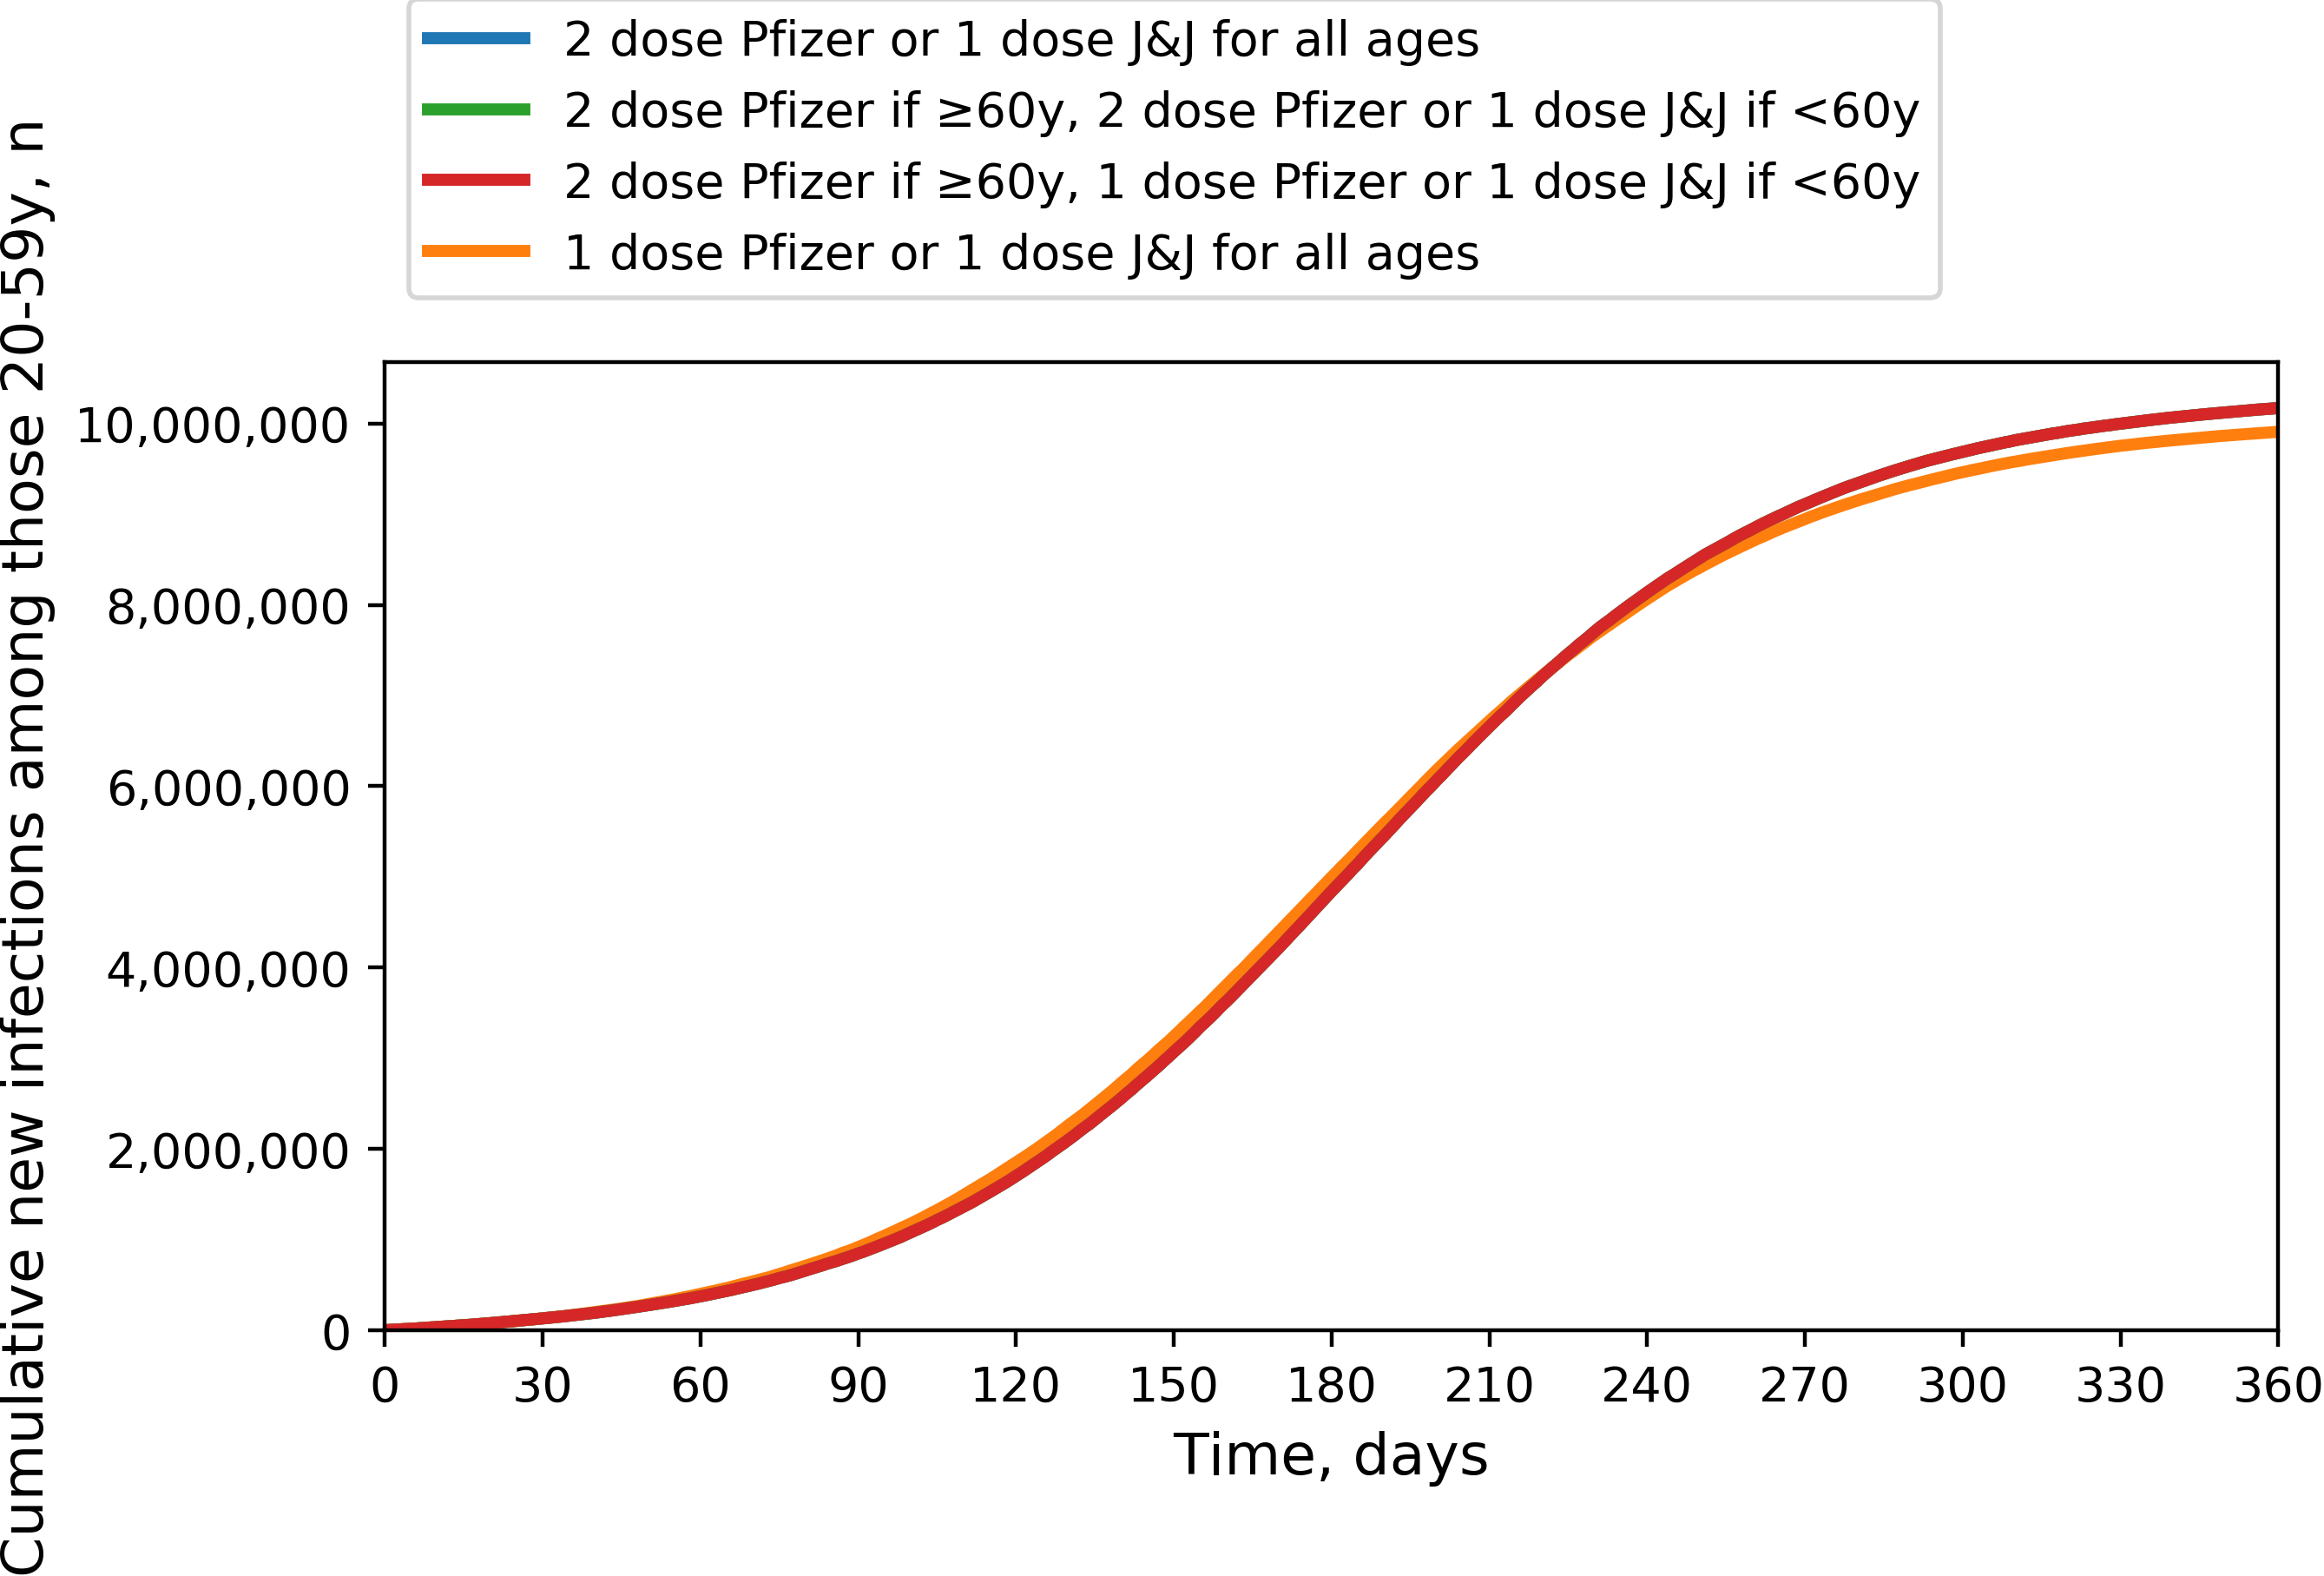 2 dose Pfizer or 1 dose J&J for all ages
2 dose Pfizer if ≥60y, 2 dose Pfizer or 1 dose J&J if <60y
2 dose Pfizer if ≥60y, 1 dose Pfizer or 1 dose J&J if <60y
1 dose Pfizer or 1 dose J&J for all ages
Cumulative new infections among those 20-59y, n
10,000,000
8,000,000
6,000,000
4,000,000
2,000,000
0
0 30 60 90 120 150 180 210 240 270 300 330 360
Time, days